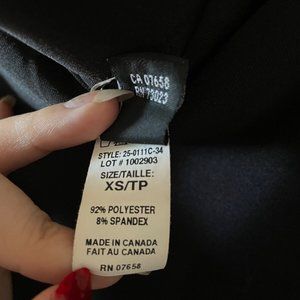 CA 07658
RN 73023
STYLE: 25-0111C-34
LOT # 1002903
SIZE/TAILLE:
XS/TP
92% POLYESTER
8% SPANDEX
MADE IN CANADA
FAIT AU CANADA
RN 07658